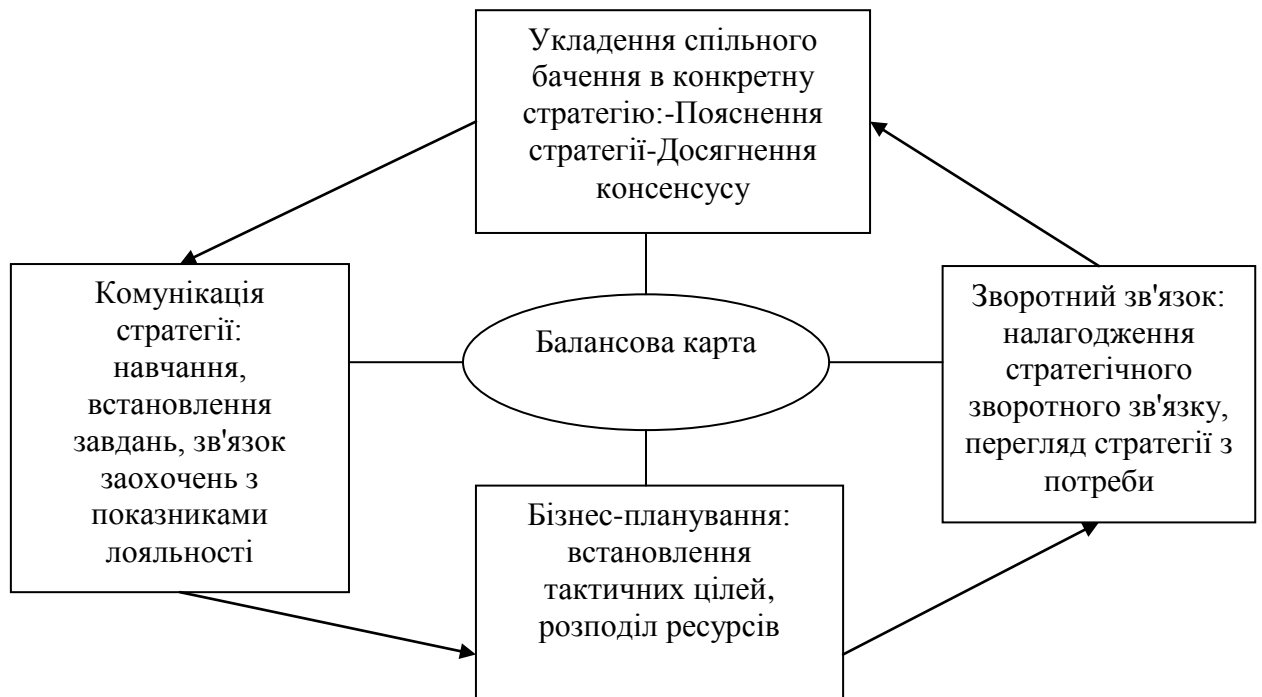 Укладення спільного
бачення в конкретну
стратегію:-Пояснення
стратегії-Досягнення
консенсусу
Комунікація
стратегії:
навчання,
встановлення
завдань, зв'язок
заохочень з
показниками
лояльності
Балансова карта
Зворотний зв'язок:
налагодження
стратегічного
зворотного зв'язку,
перегляд стратегії з
потреби
Бізнес-планування:
встановлення
тактичних цілей,
розподіл ресурсів